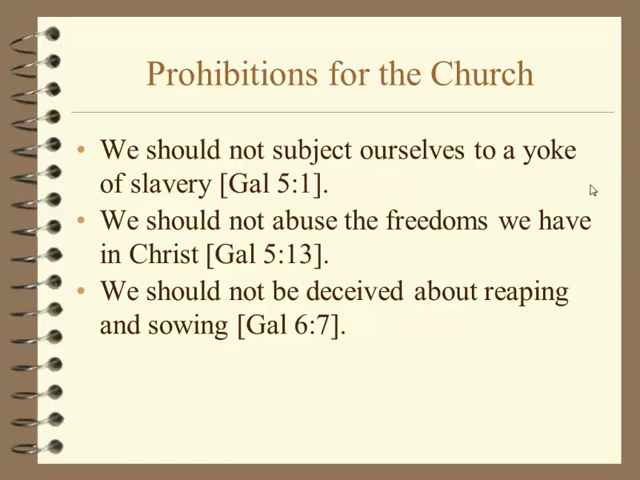 Prohibitions for the Church
• We should not subject ourselves to a yoke
of slavery [Gal 5:1].
• We should not abuse the freedoms we have
in Christ [Gal 5:13].
• We should not be deceived about reaping
and sowing [Gal 6:7].